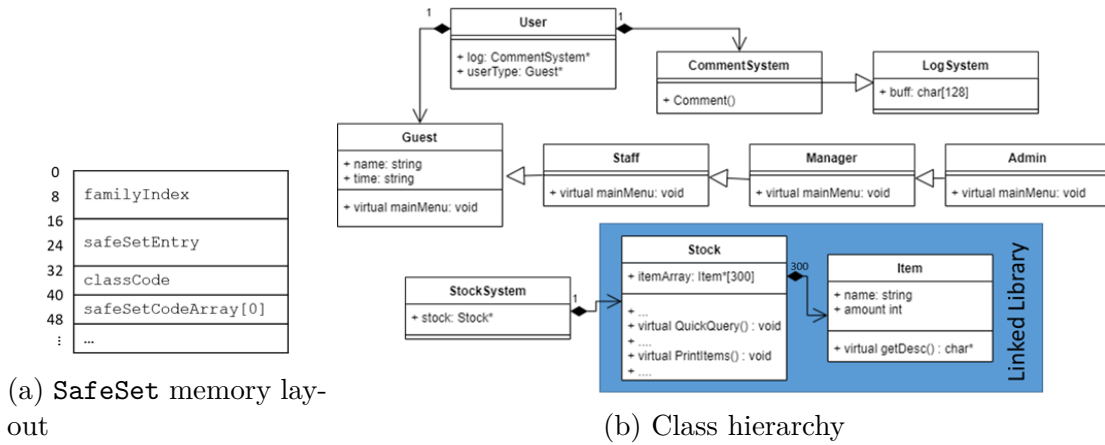 0
8
16
24
32
40
48
⋮
familyIndex
safeSetEntry
classCode
safeSetCodeArray[0]
...
(a) SafeSet memory lay-
out
1
User
1
+ log: CommentSystem*
+ userType: Guest*
CommentSystem
+ Comment()
LogSystem
+ buff: char[128]
Guest
+ name: string
+ time: string
+ virtual mainMenu: void
Staff
+ virtual mainMenu: void
Manager
+ virtual mainMenu: void
Admin
+ virtual mainMenu: void
StockSystem
+ stock: Stock*
1
Stock
+ itemArray: Item*[300]
+ ...
+ virtual QuickQuery() : void
+ ....
+ virtual PrintItems() : void
+ ....
300
Item
+ name: string
+ amount int
+ virtual getDesc() : char*
Linked Library
(b) Class hierarchy